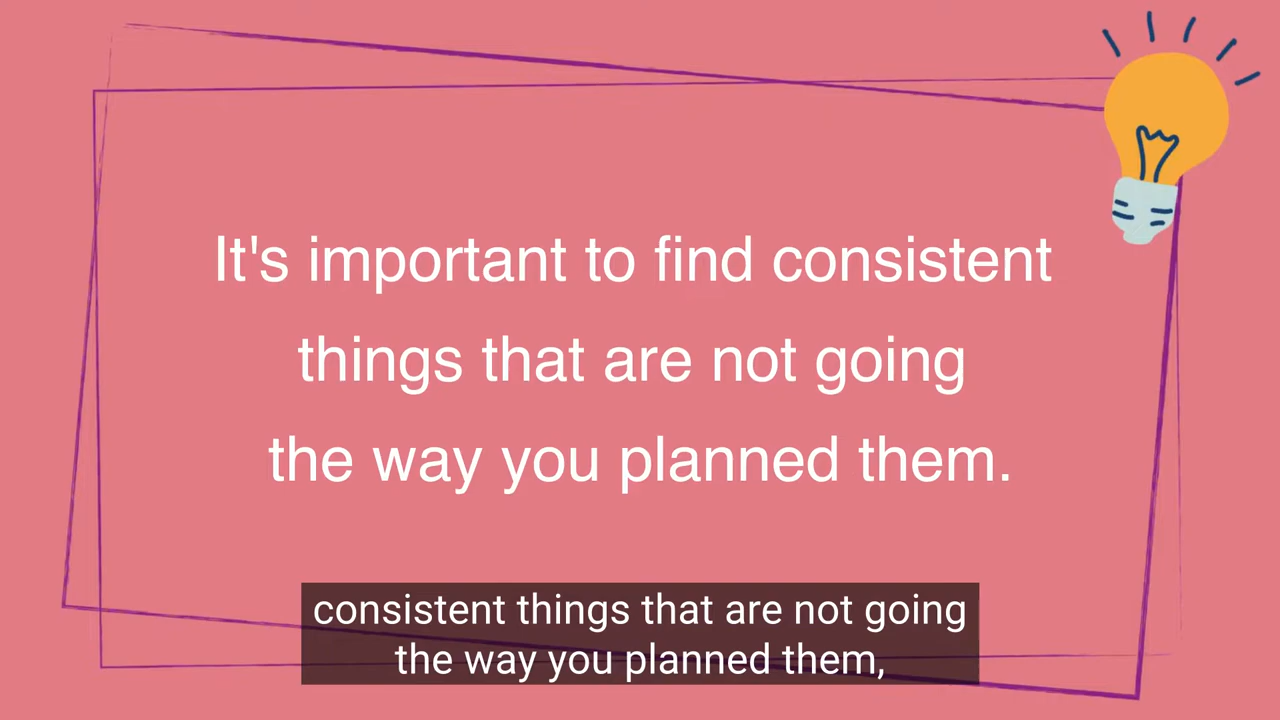 It's important to find consistent
things that are not going
the way you planned them.
consistent things that are not going
the way you planned them,